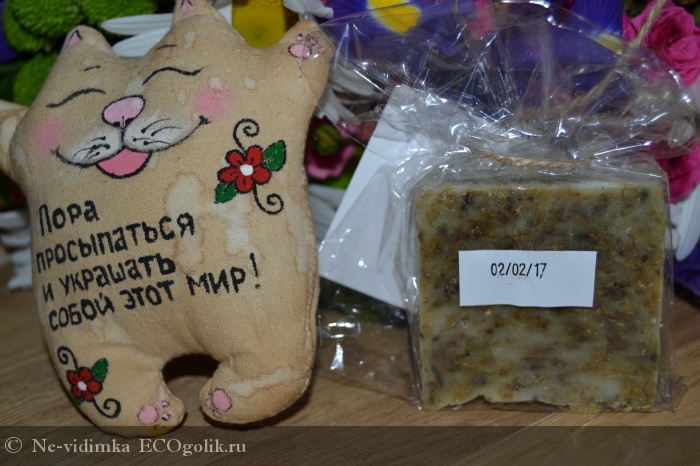 Пора
просыпаться
и украшать
собой этот мир!
02/02/17
© Ne-vidimka ECOgolik.ru